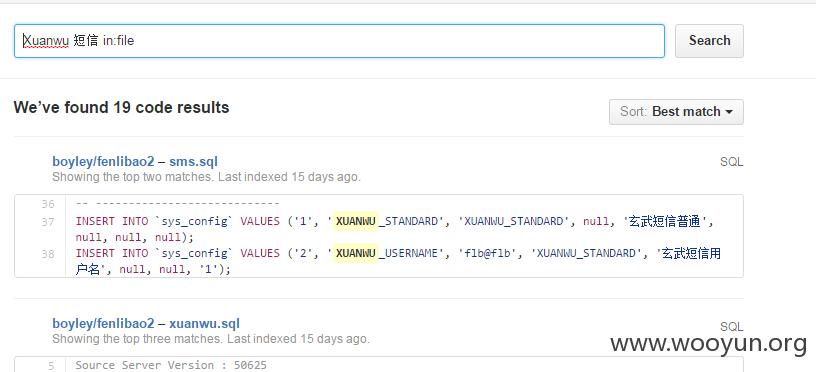 Xuanwu 短信 in:file
Search
We've found 19 code results
Sort: Best match
boyley/fenlibao2 – sms.sql
SQL
Showing the top two matches. Last indexed 15 days ago.
36 -- ----------------------------
37 INSERT INTO `sys_config` VALUES ('1', 'XUANWU_STANDARD', 'XUANWU_STANDARD', null, '玄武短信普通',
null, null, null);
38 INSERT INTO `sys_config` VALUES ('2', 'XUANWU_USERNAME', 'flb@flb', 'XUANWU_STANDARD', '玄武短信用
户名', null, null, '1');
boyley/fenlibao2 – xuanwu.sql
SQL
Showing the top three matches. Last indexed 15 days ago.
5 Source Server Version : 50625
www.wooyun.org